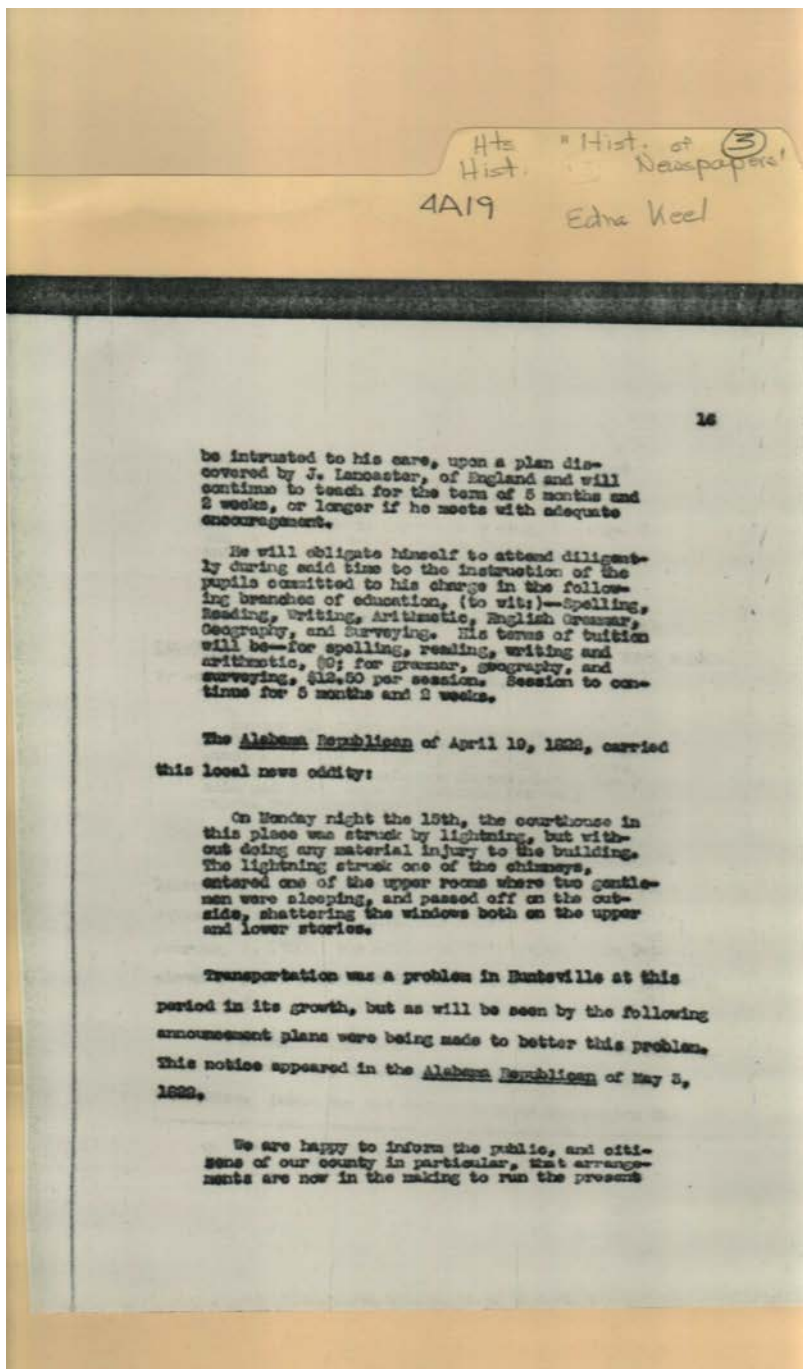 Hts "Hist. of ③
Hist. Newspapers"
4A19
Edna Keel
16
be intrusted to his care, upon a plan dis-
covered by J. Lancaster, of England and will
continue to teach for the term of 5 months and
2 weeks, or longer if he meets with adequate
encouragement.
He will obligate himself to attend diligent-
ly during said time to the instruction of the
pupils committed to his charge in the follow-
ing branches of education, (to wit:)—Spelling,
Reading, Writing, Arithmetic, English Grammar,
Geography, and Surveying. His terms of tuition
will be—for spelling, reading, writing and
arithmetic, for grammar, geography, and
surveying, $12.50 per session. Session to con-
tinue for 5 months and 2 weeks.
The Alabama Republican of April 19, 1822, carried
this local news oddity:
On Monday night the 15th, the courthouse in
this place was struck by lightning, but with-
out doing any material injury to the building.
The lightning struck one of the chimneys,
entered one of the upper rooms where two gentle-
men were sleeping, and passed off on the out-
side, shattering the windows both on the upper
and lower stories.
Transportation was a problem in Huntsville at this
period in its growth, but as will be seen by the following
announcement plans were being made to better this problem.
This notice appeared in the Alabama Republican of May 3,
1822.
We are happy to inform the public, and citi-
zens of our county in particular, that arrange-
ments are now in the making to run the present